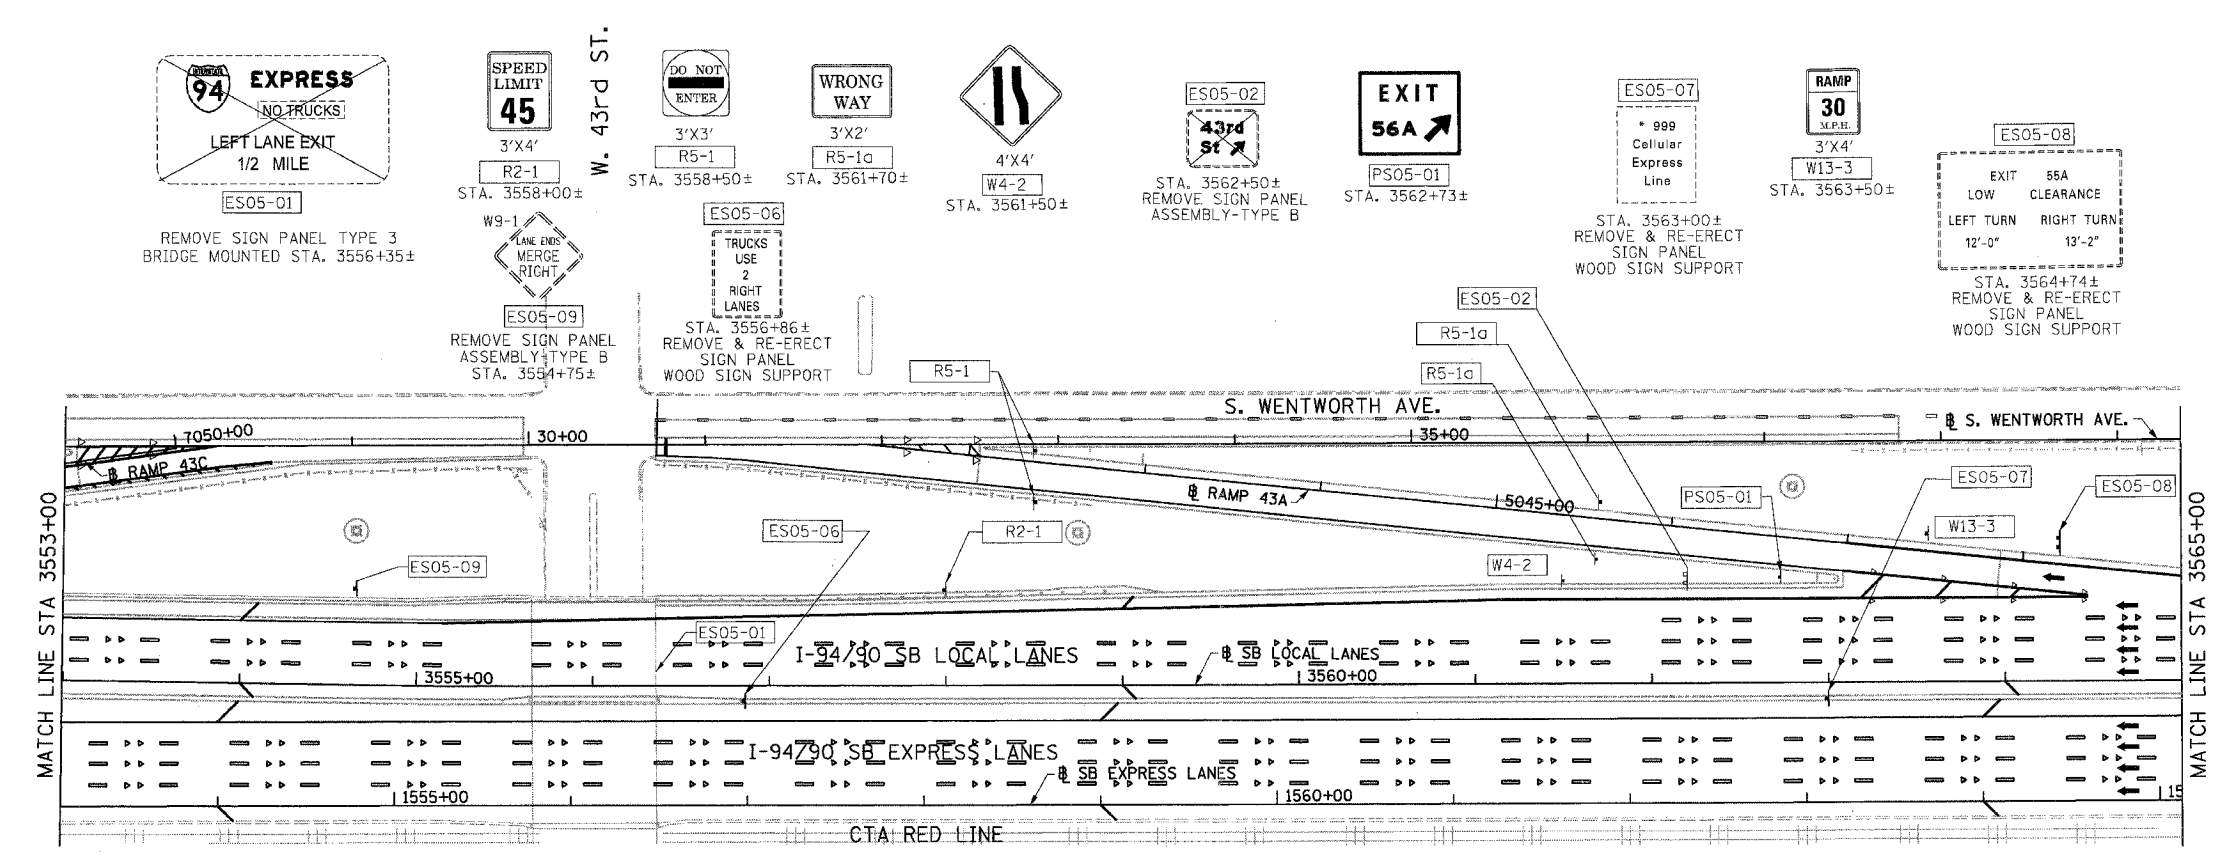 INTERSTATE
94
EXPRESS
NO TRUCKS
LEFT LANE EXIT
1/2 MILE
ES05-01
REMOVE SIGN PANEL TYPE 3
BRIDGE MOUNTED STA. 3556+35±
SPEED
LIMIT
45
3'X4'
R2-1
STA. 3558+00±
W9-1
LANE ENDS
MERGE
RIGHT
ES05-09
REMOVE SIGN PANEL
ASSEMBLY-TYPE B
STA. 3554+75±
W. 43rd ST.
DO NOT
ENTER
3'X3'
R5-1
STA. 3558+50±
ES05-06
TRUCKS
USE
2
RIGHT
LANES
STA. 3556+86±
REMOVE & RE-ERECT
SIGN PANEL
WOOD SIGN SUPPORT
WRONG
WAY
3'X2'
R5-1a
STA. 3561+70±
4'X4'
W4-2
STA. 3561+50±
ES05-02
43rd
St
STA. 3562+50±
REMOVE SIGN PANEL
ASSEMBLY-TYPE B
EXIT
56A
PS05-01
STA. 3562+73±
ES05-07
* 999
Cellular
Express
Line
STA. 3563+00±
REMOVE & RE-ERECT
SIGN PANEL
WOOD SIGN SUPPORT
RAMP
30
M.P.H.
3'X4'
W13-3
STA. 3563+50±
ES05-08
EXIT 55A
LOW CLEARANCE
LEFT TURN RIGHT TURN
12'-0" 13'-2"
STA. 3564+74±
REMOVE & RE-ERECT
SIGN PANEL
WOOD SIGN SUPPORT
ES05-02
R5-1a
R5-1a
R5-1
S. WENTWORTH AVE.
℄ S. WENTWORTH AVE.
7050+00
30+00
35+00
℄ RAMP 43C
℄ RAMP 43A
5045+00
PS05-01
ES05-07
ES05-08
W13-3
ES05-06
R2-1
W4-2
ES05-09
ES05-01
MATCH LINE STA 3553+00
MATCH LINE STA 3565+00
I-94/90 SB LOCAL LANES
℄ SB LOCAL LANES
3555+00
3560+00
I-94/90 SB EXPRESS LANES
℄ SB EXPRESS LANES
1555+00
1560+00
15
CTA RED LINE